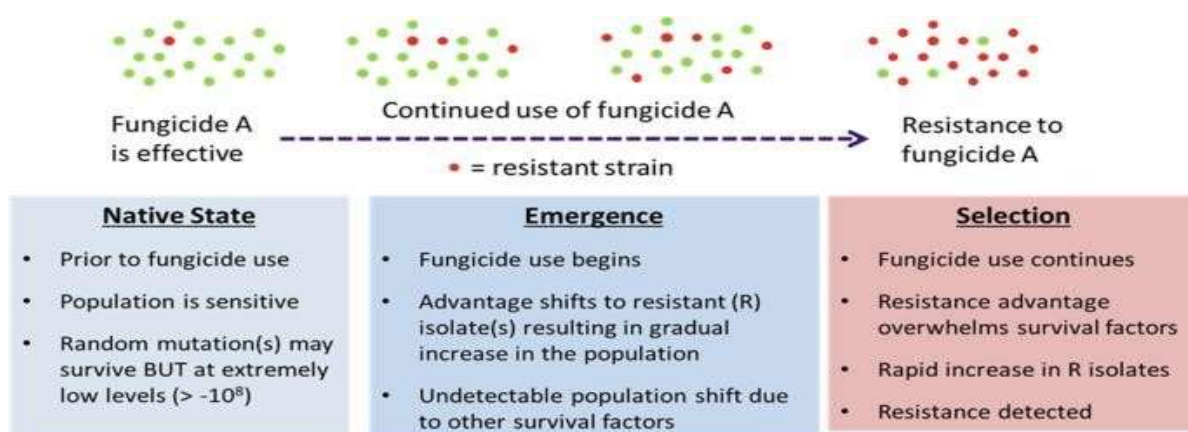 Continued use of fungicide A
Fungicide A
is effective
Resistance to
fungicide A
= resistant strain
Native State
• Prior to fungicide use
• Population is sensitive
• Random mutation(s) may
survive BUT at extremely
low levels (> -10⁸)
Emergence
• Fungicide use begins
• Advantage shifts to resistant (R)
isolate(s) resulting in gradual
increase in the population
• Undetectable population shift due
to other survival factors
Selection
• Fungicide use continues
• Resistance advantage
overwhelms survival factors
• Rapid increase in R isolates
• Resistance detected